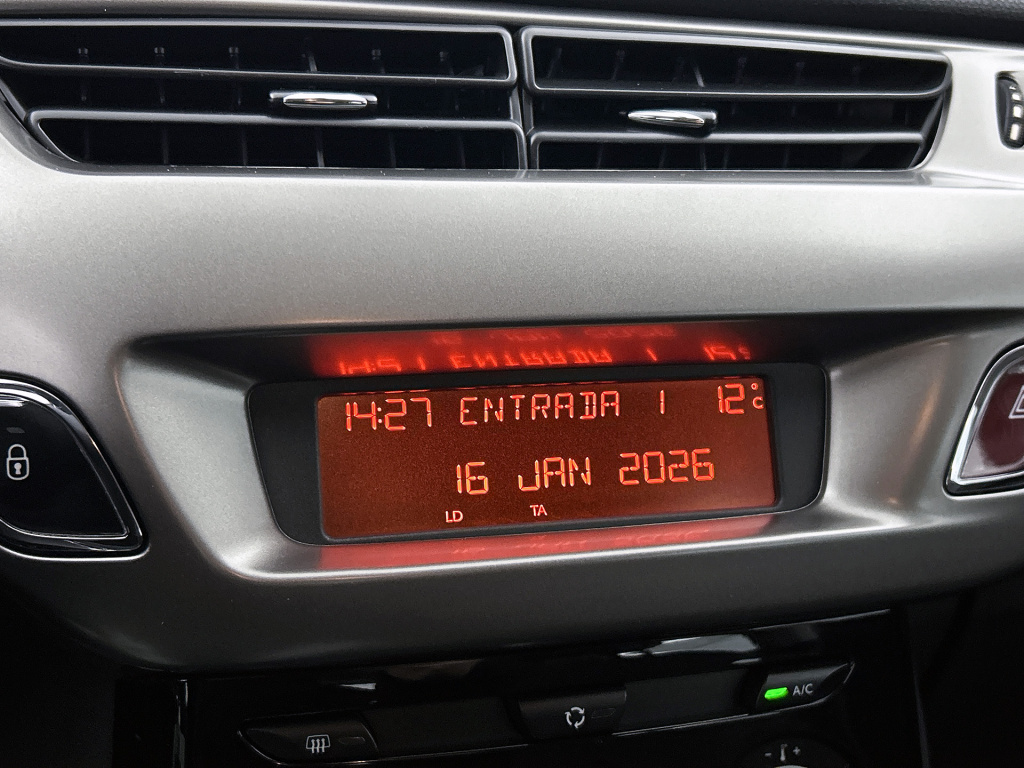 14:27 ENTRADA 1 12°C
16 JAN 2026
LD TA
A/C
- +